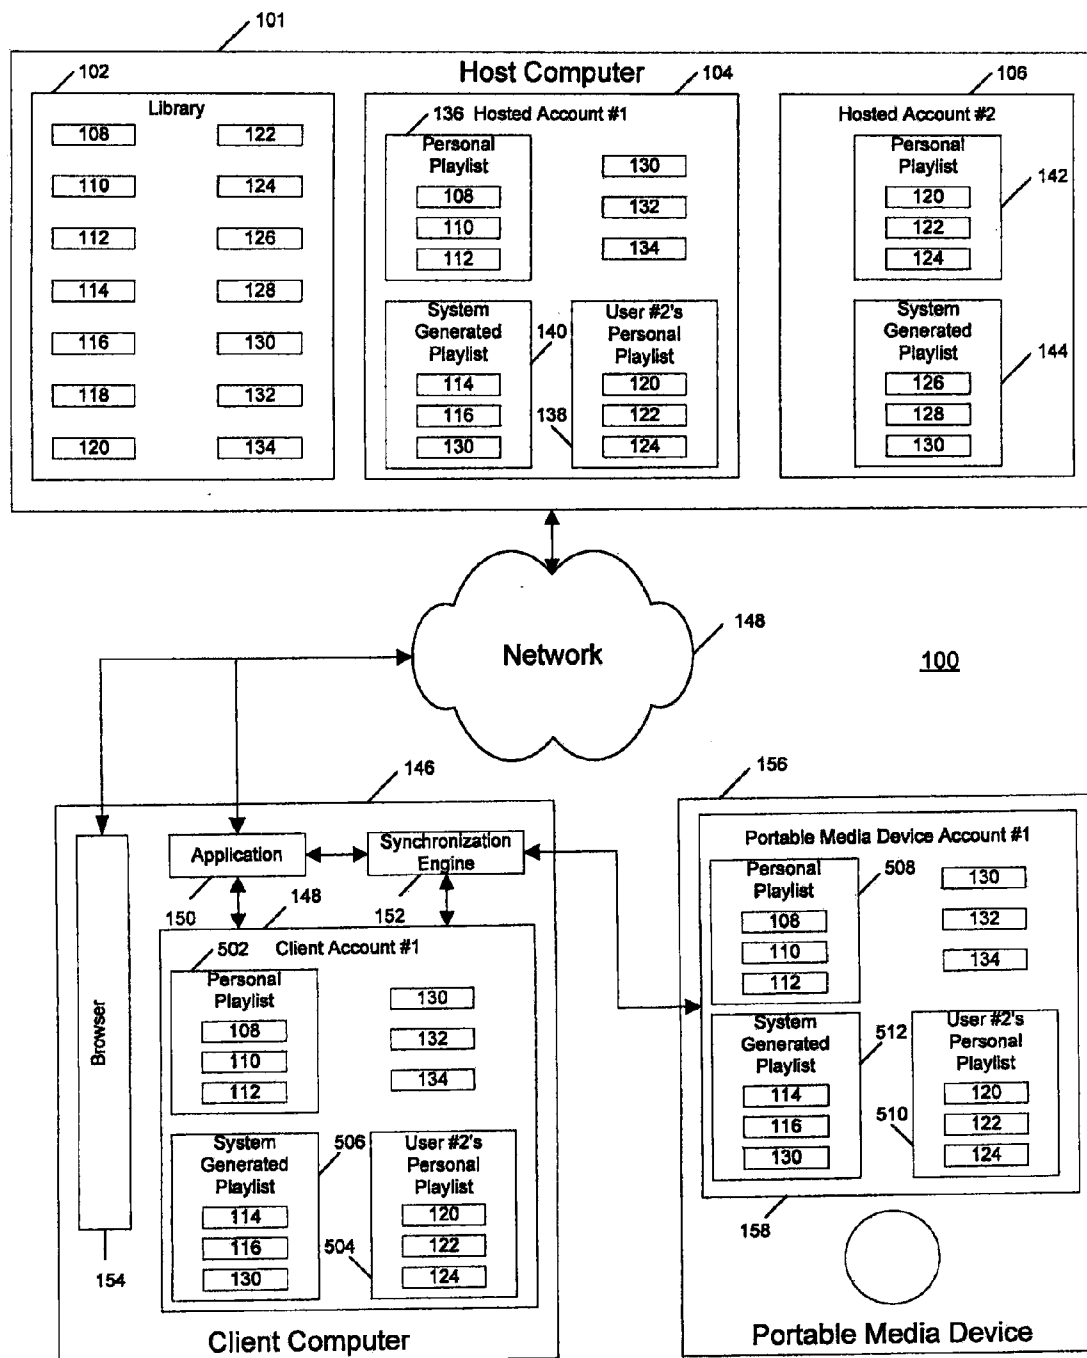 101
Host Computer
102
Library
108
122
110
124
112
126
114
128
116
130
118
132
120
134
104
136 Hosted Account #1
Personal
Playlist
108
110
112
130
132
134
System
Generated
Playlist
114
116
130
140
User #2's
Personal
Playlist
120
122
124
138
106
Hosted Account #2
Personal
Playlist
120
122
124
142
System
Generated
Playlist
126
128
130
144
Network
148
100
146
Browser
154
Application
150
Synchronization
Engine
152
148
Client Account #1
502
Personal
Playlist
108
110
112
130
132
134
System
Generated
Playlist
114
116
130
506
User #2's
Personal
Playlist
120
122
124
504
Client Computer
156
Portable Media Device Account #1
Personal
Playlist
108
110
112
508
130
132
134
System
Generated
Playlist
114
116
130
512
User #2's
Personal
Playlist
120
122
124
510
158
Portable Media Device